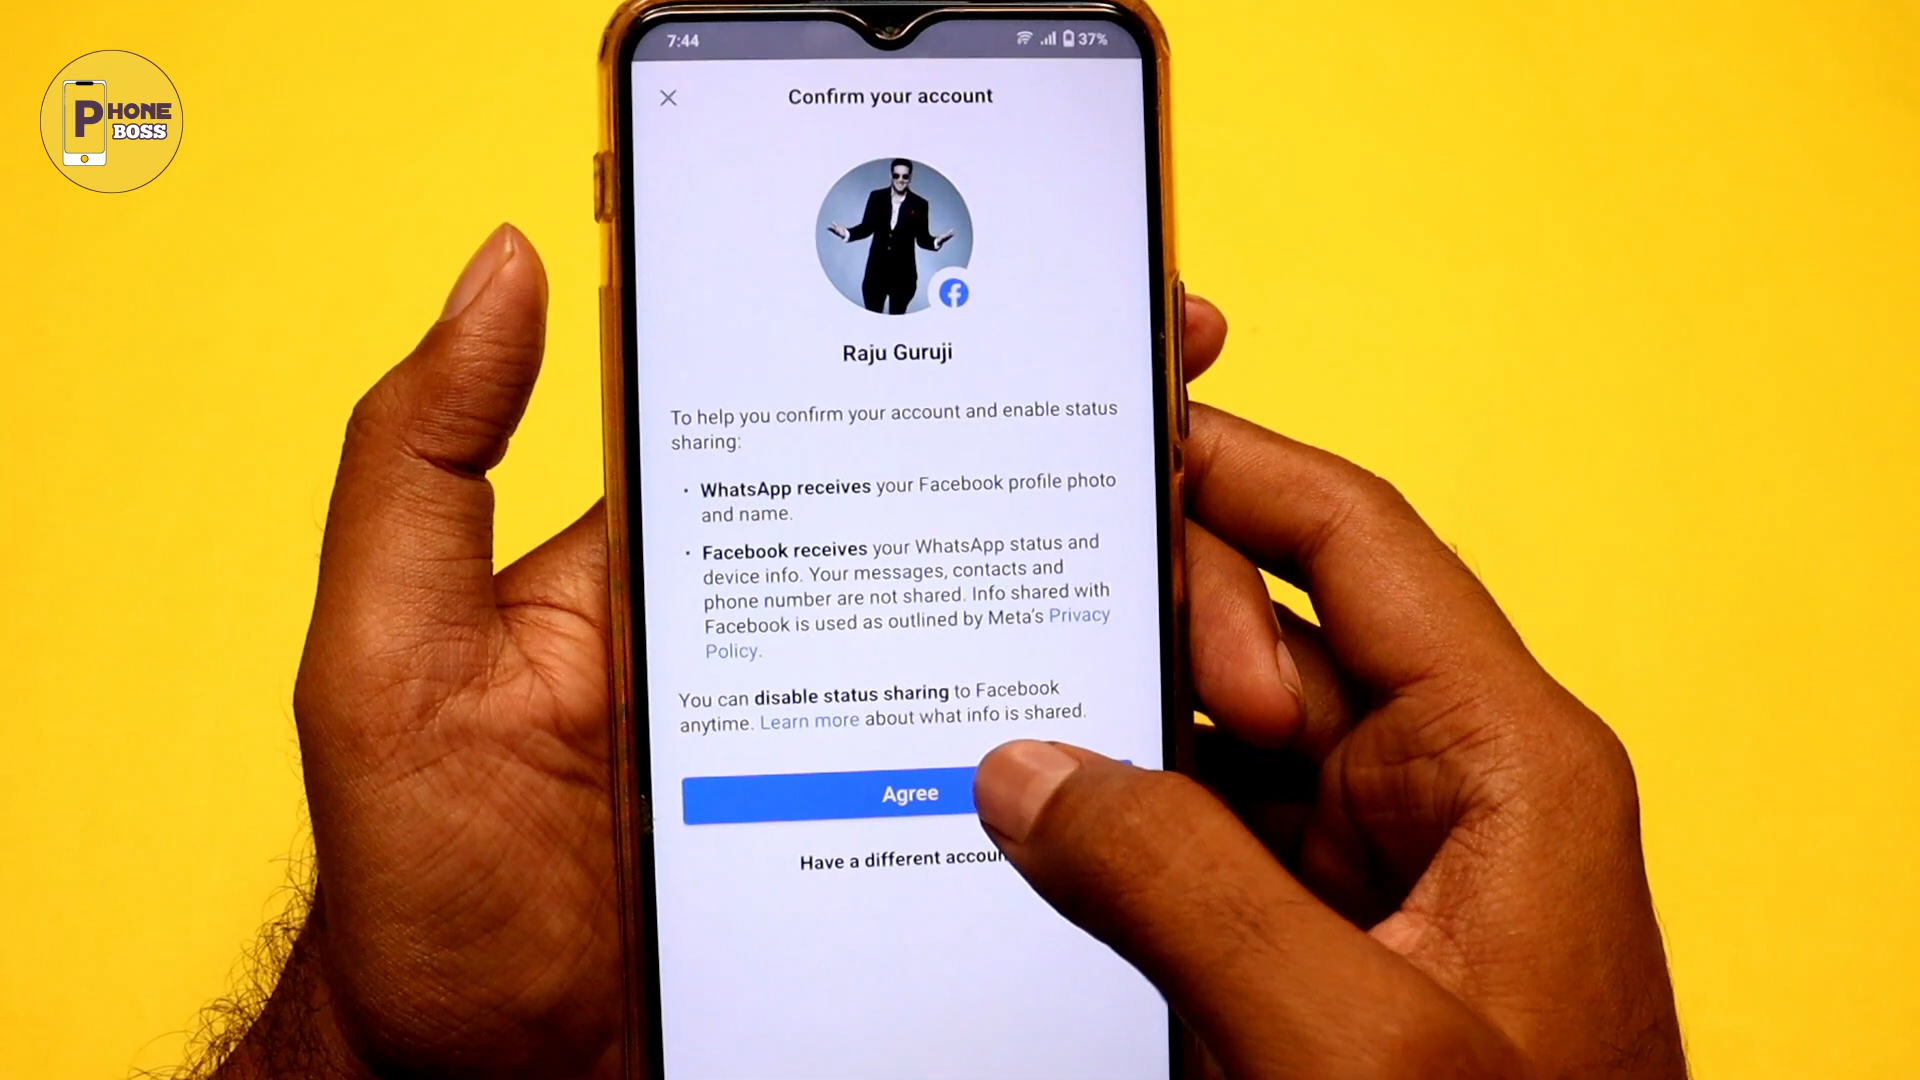 PHONE
BOSS
7:44
37%
Confirm your account
Raju Guruji
To help you confirm your account and enable status
sharing:
· WhatsApp receives your Facebook profile photo
and name.
· Facebook receives your WhatsApp status and
device info. Your messages, contacts and
phone number are not shared. Info shared with
Facebook is used as outlined by Meta's Privacy
Policy.
You can disable status sharing to Facebook
anytime. Learn more about what info is shared.
Agree
Have a different